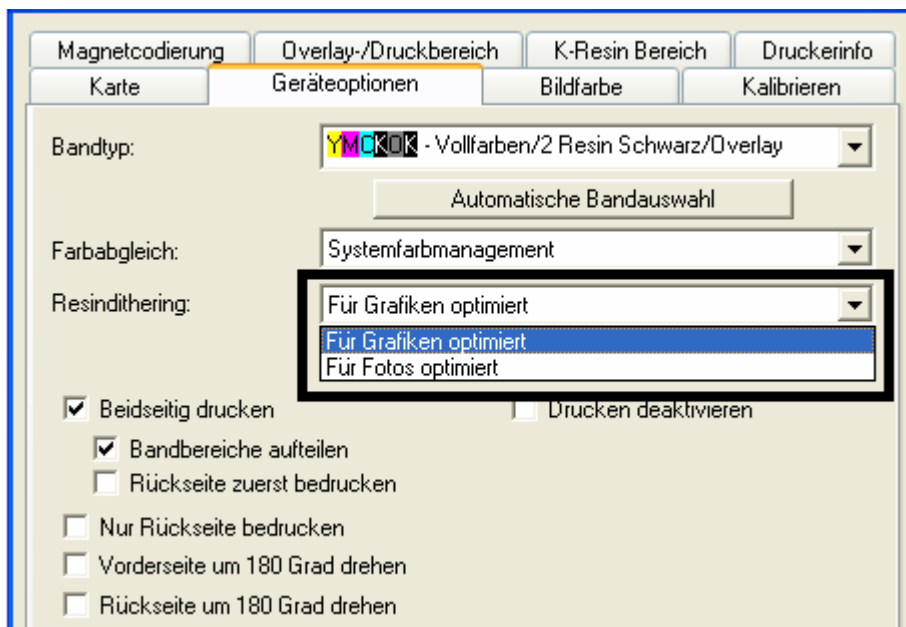 Magnetcodierung Overlay-/Druckbereich K-Resin Bereich Druckerinfo
Karte Geräteoptionen Bildfarbe Kalibrieren
Bandtyp: YMCKOK - Vollfarben/2 Resin Schwarz/Overlay
Automatische Bandauswahl
Farbabgleich: Systemfarbmanagement
Resindithering: Für Grafiken optimiert
Für Grafiken optimiert
Für Fotos optimiert
Beidseitig drucken Drucken deaktivieren
Bandbereiche aufteilen
Rückseite zuerst bedrucken
Nur Rückseite bedrucken
Vorderseite um 180 Grad drehen
Rückseite um 180 Grad drehen